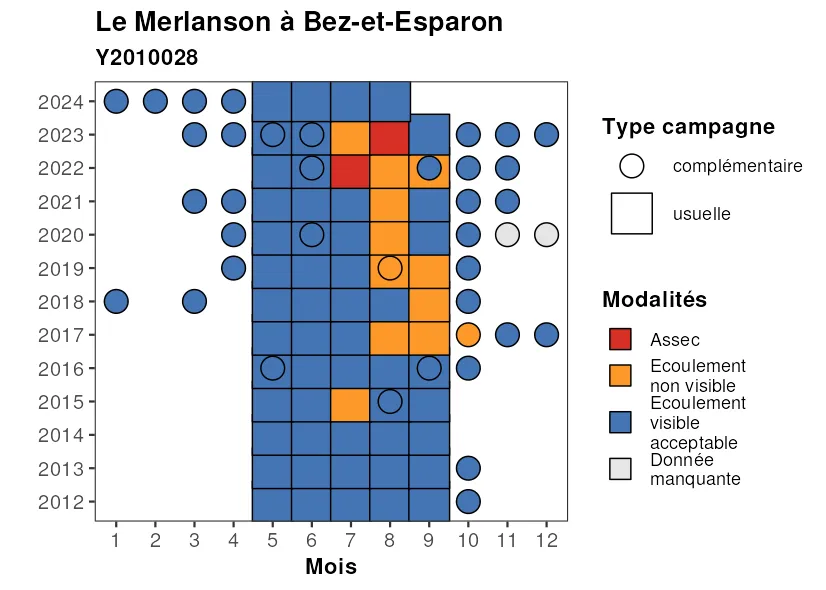 Le Merlanson à Bez-et-Esparon
Y2010028
2024
2023
2022
2021
2020
2019
2018
2017
2016
2015
2014
2013
2012
1 2 3 4 5 6 7 8 9 10 11 12
Mois
Type campagne
complémentaire
usuelle
Modalités
Assec
Ecoulement
non visible
Ecoulement
visible
acceptable
Donnée
manquante